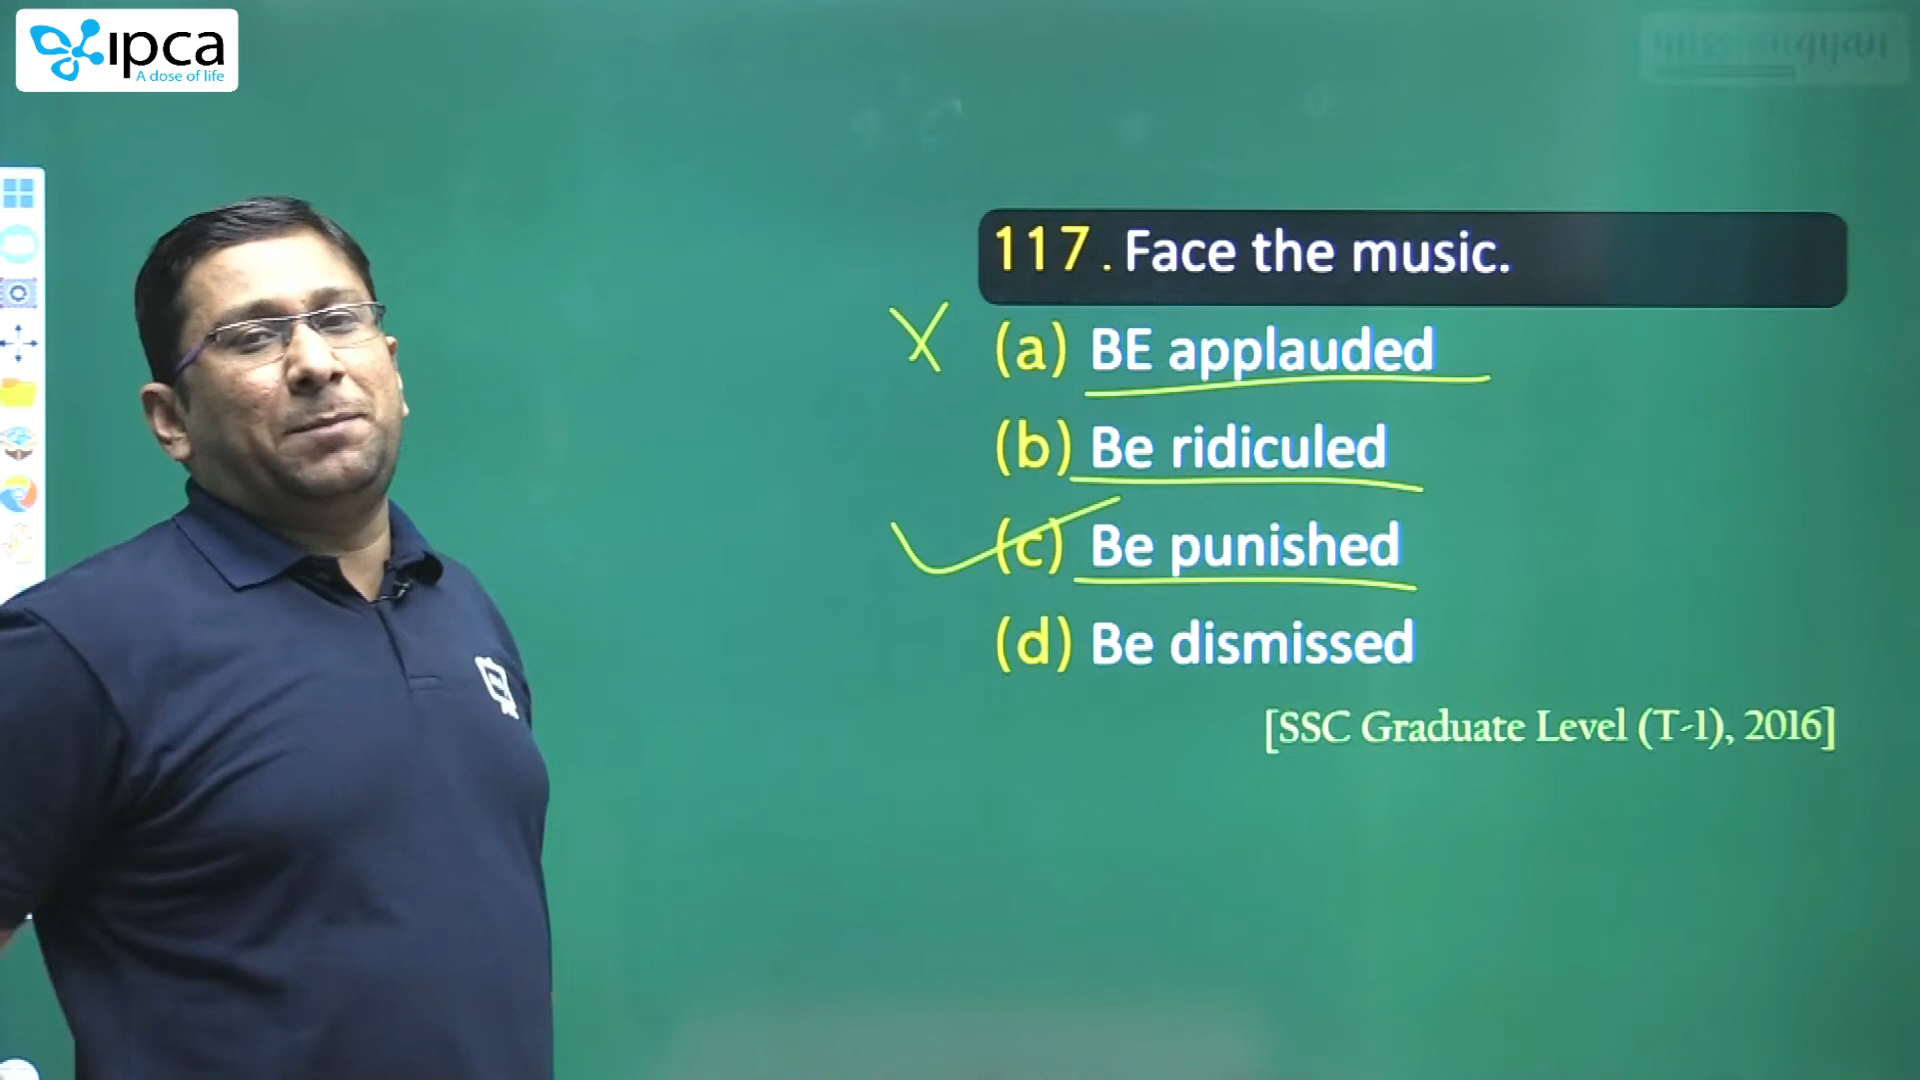 ipca
A dose of life
117. Face the music.
(a) BE applauded
(b) Be ridiculed
(c) Be punished
(d) Be dismissed
[SSC Graduate Level (T-1), 2016]